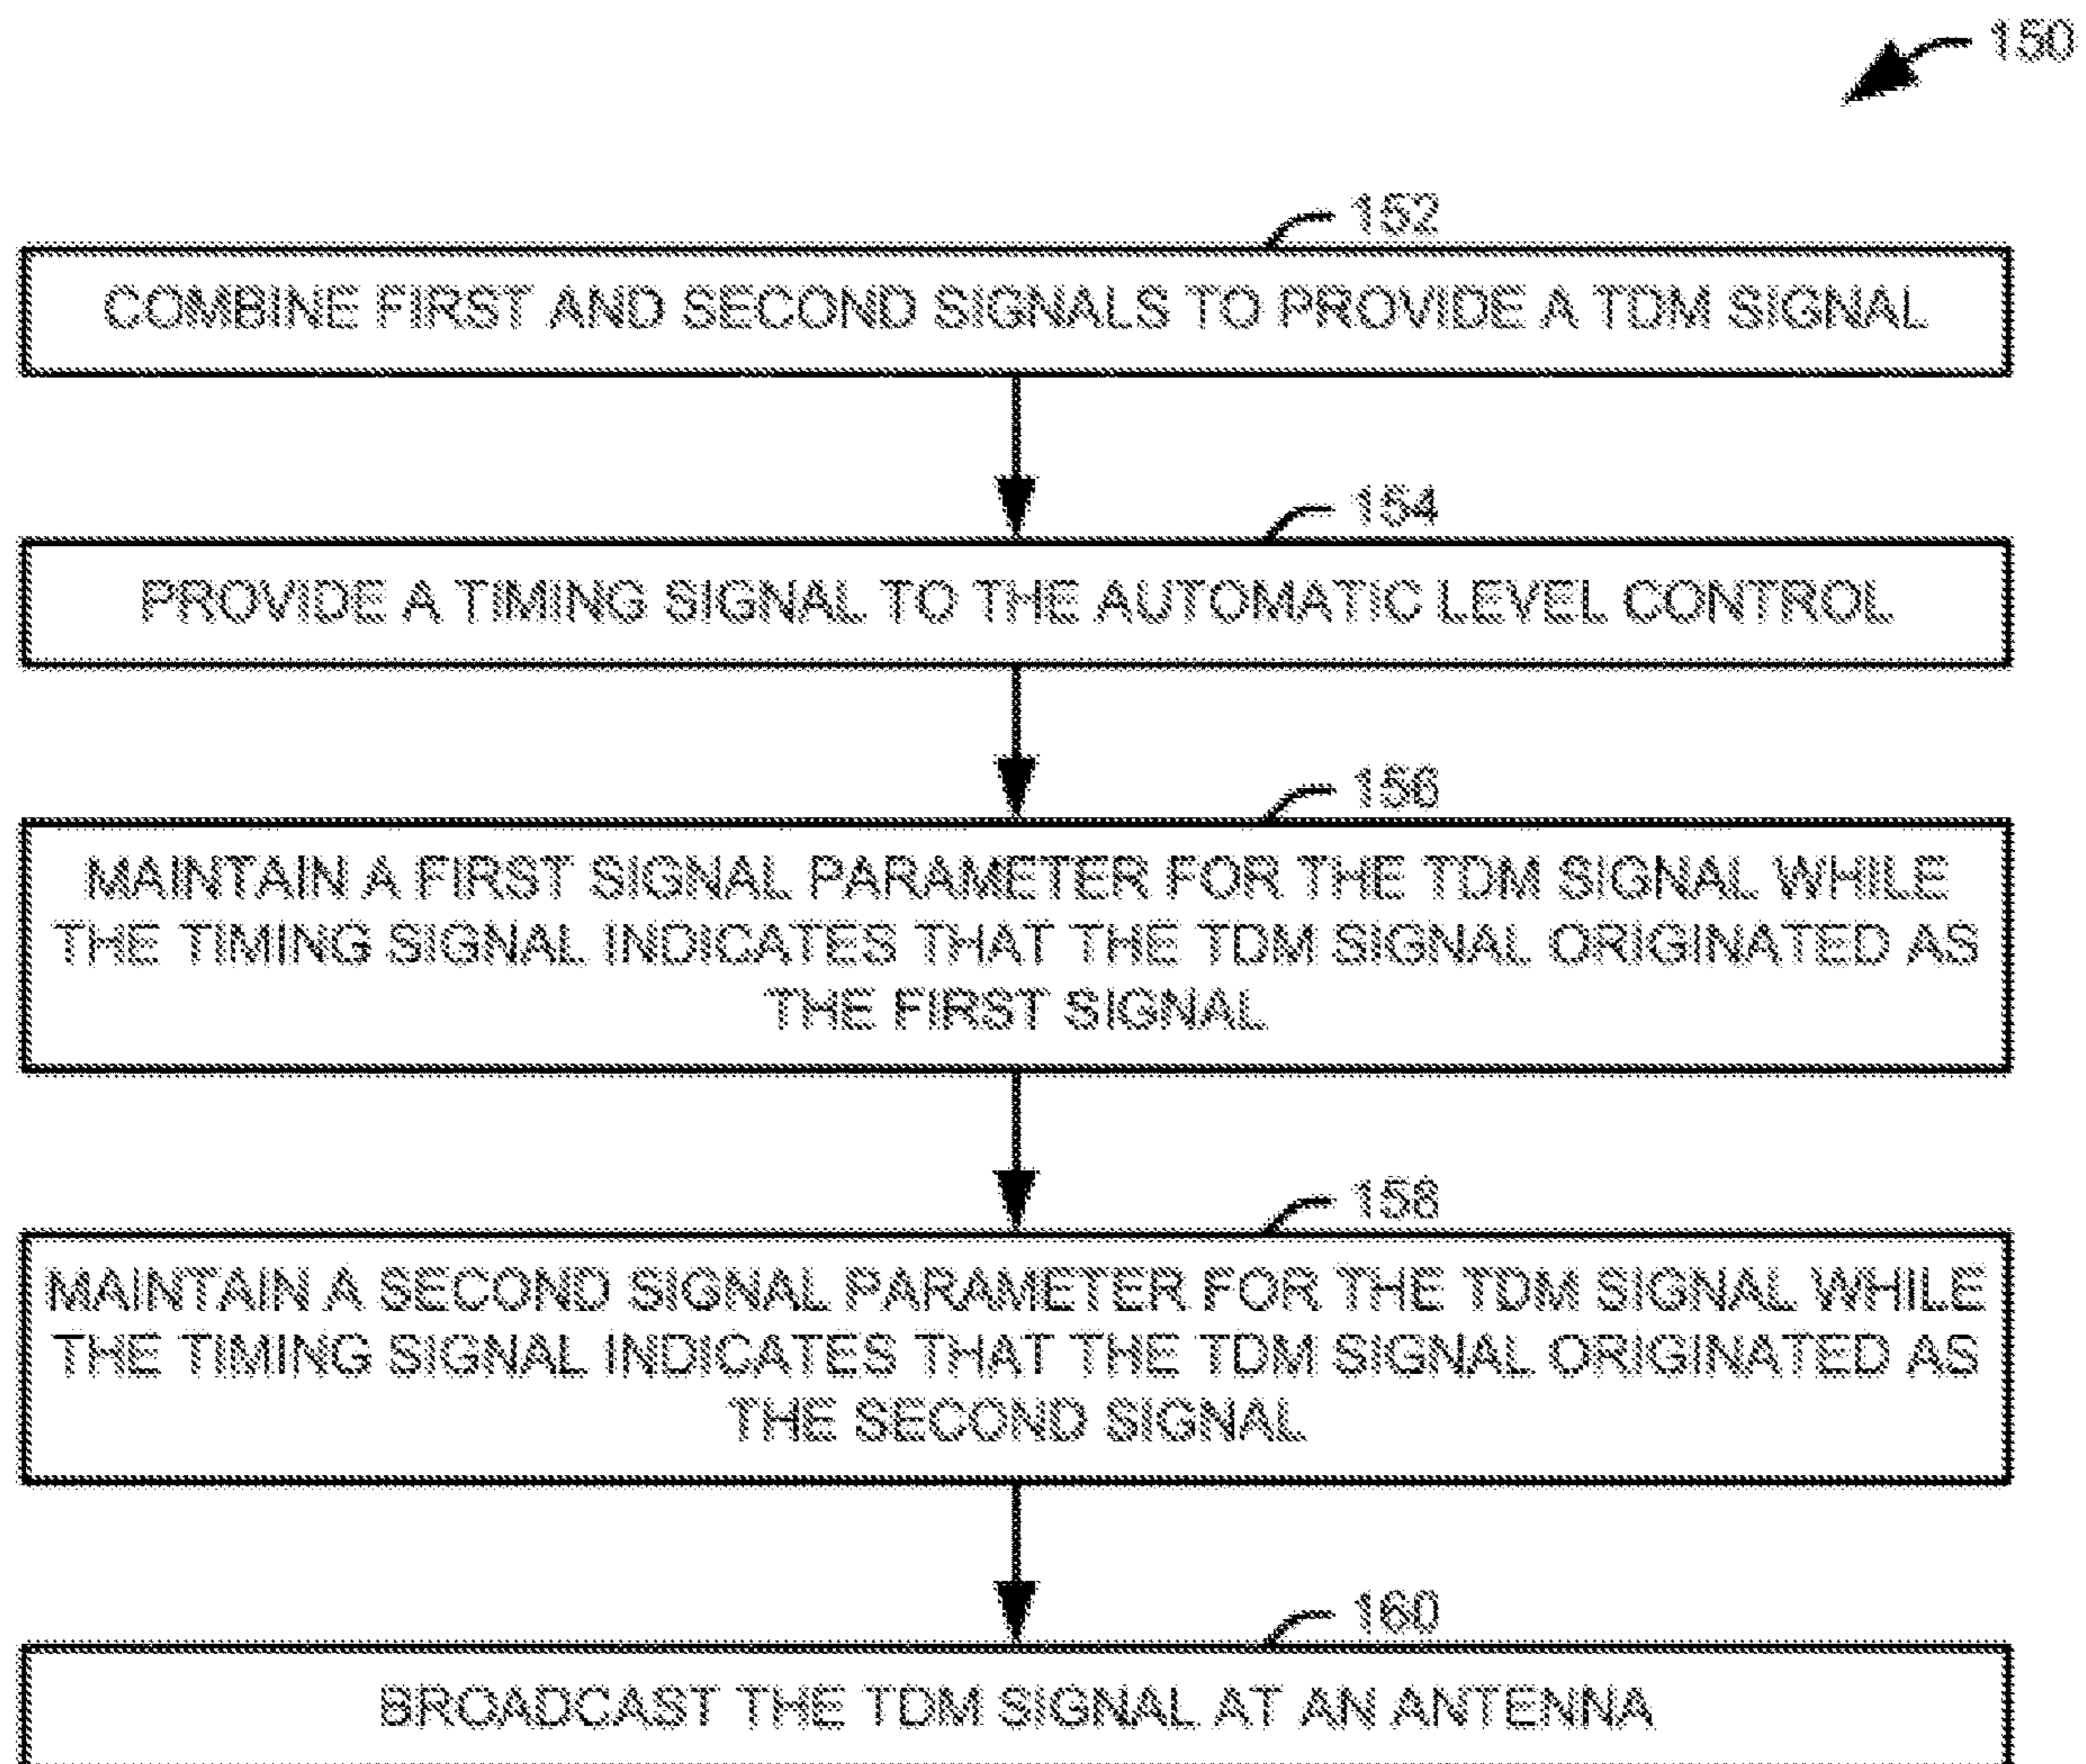 150
152
COMBINE FIRST AND SECOND SIGNALS TO PROVIDE A TDM SIGNAL
154
PROVIDE A TIMING SIGNAL TO THE AUTOMATIC LEVEL CONTROL
156
MAINTAIN A FIRST SIGNAL PARAMETER FOR THE TDM SIGNAL WHILE
THE TIMING SIGNAL INDICATES THAT THE TDM SIGNAL ORIGINATED AS
THE FIRST SIGNAL
158
MAINTAIN A SECOND SIGNAL PARAMETER FOR THE TDM SIGNAL WHILE
THE TIMING SIGNAL INDICATES THAT THE TDM SIGNAL ORIGINATED AS
THE SECOND SIGNAL
160
BROADCAST THE TDM SIGNAL AT AN ANTENNA